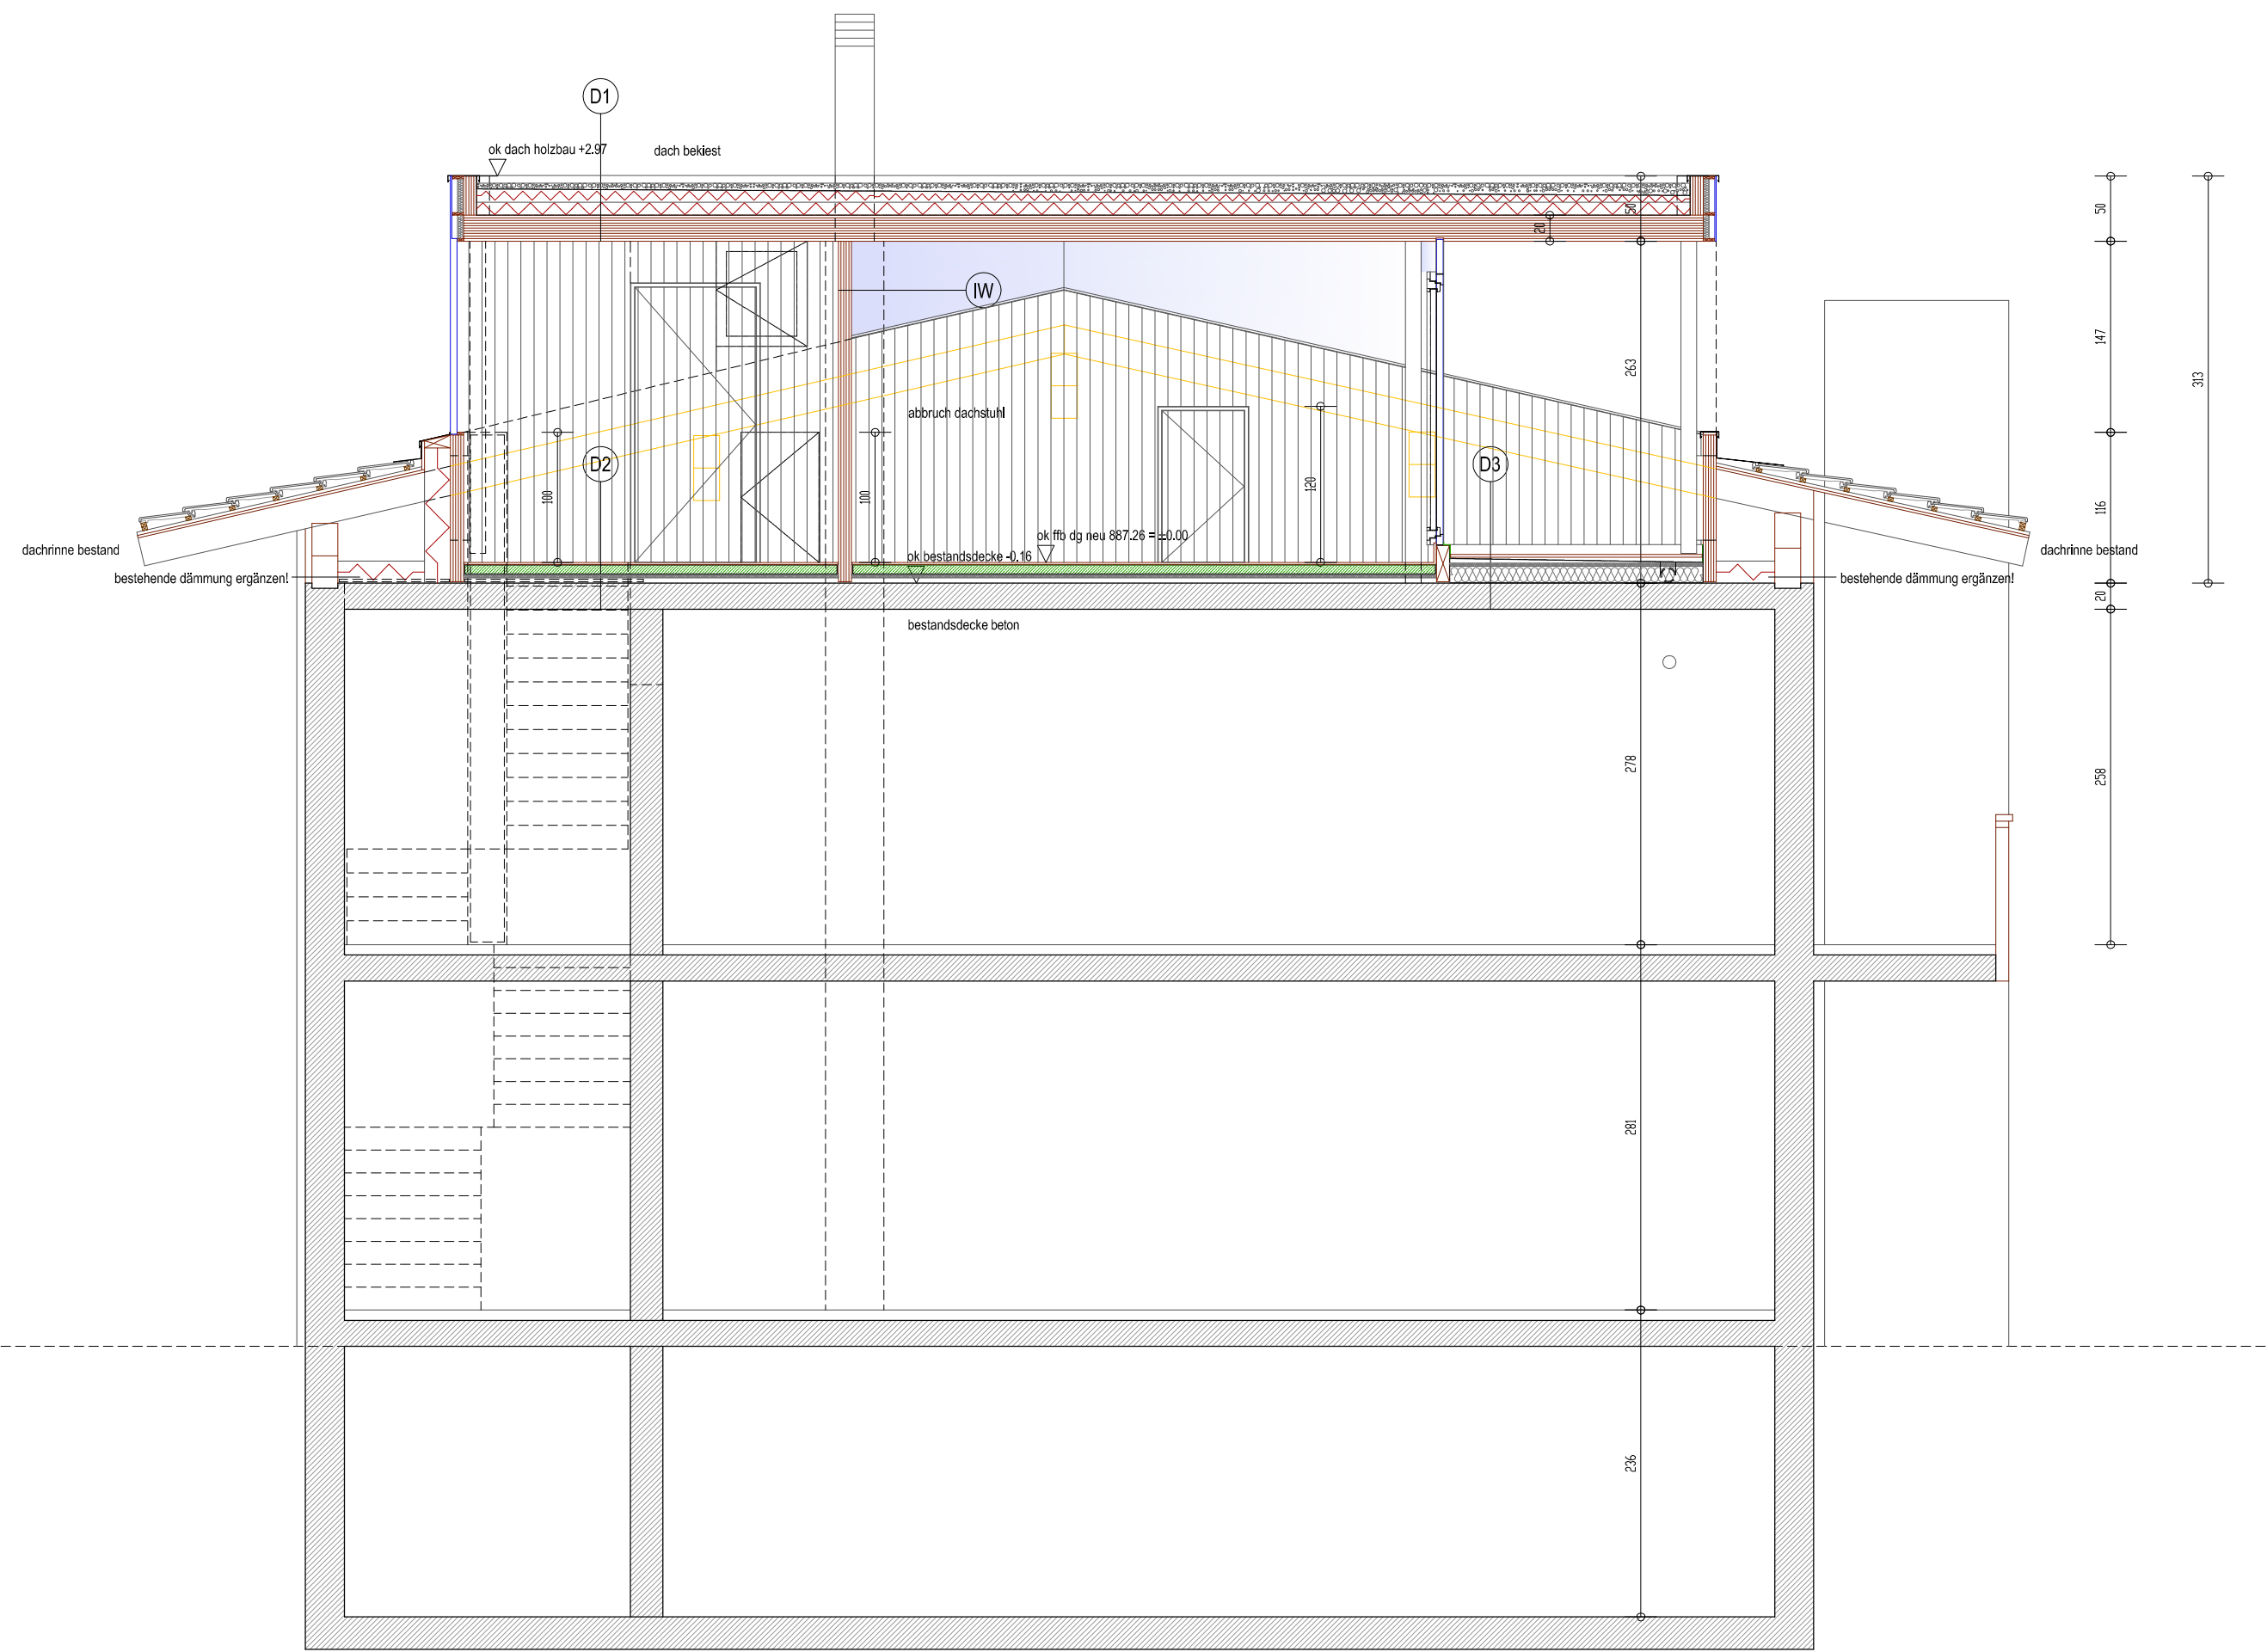 D1
ok dach holzbau +2.97
dach bekiest
50
20
50
IW
263
147
313
abbruch dachstuhl
D2
D3
100
100
120
116
ok ffb dg neu 887.26 = ±0.00
ok bestandsdecke -0.16
dachrinne bestand
dachrinne bestand
bestehende dämmung ergänzen!
bestehende dämmung ergänzen!
20
bestandsdecke beton
278
258
281
236